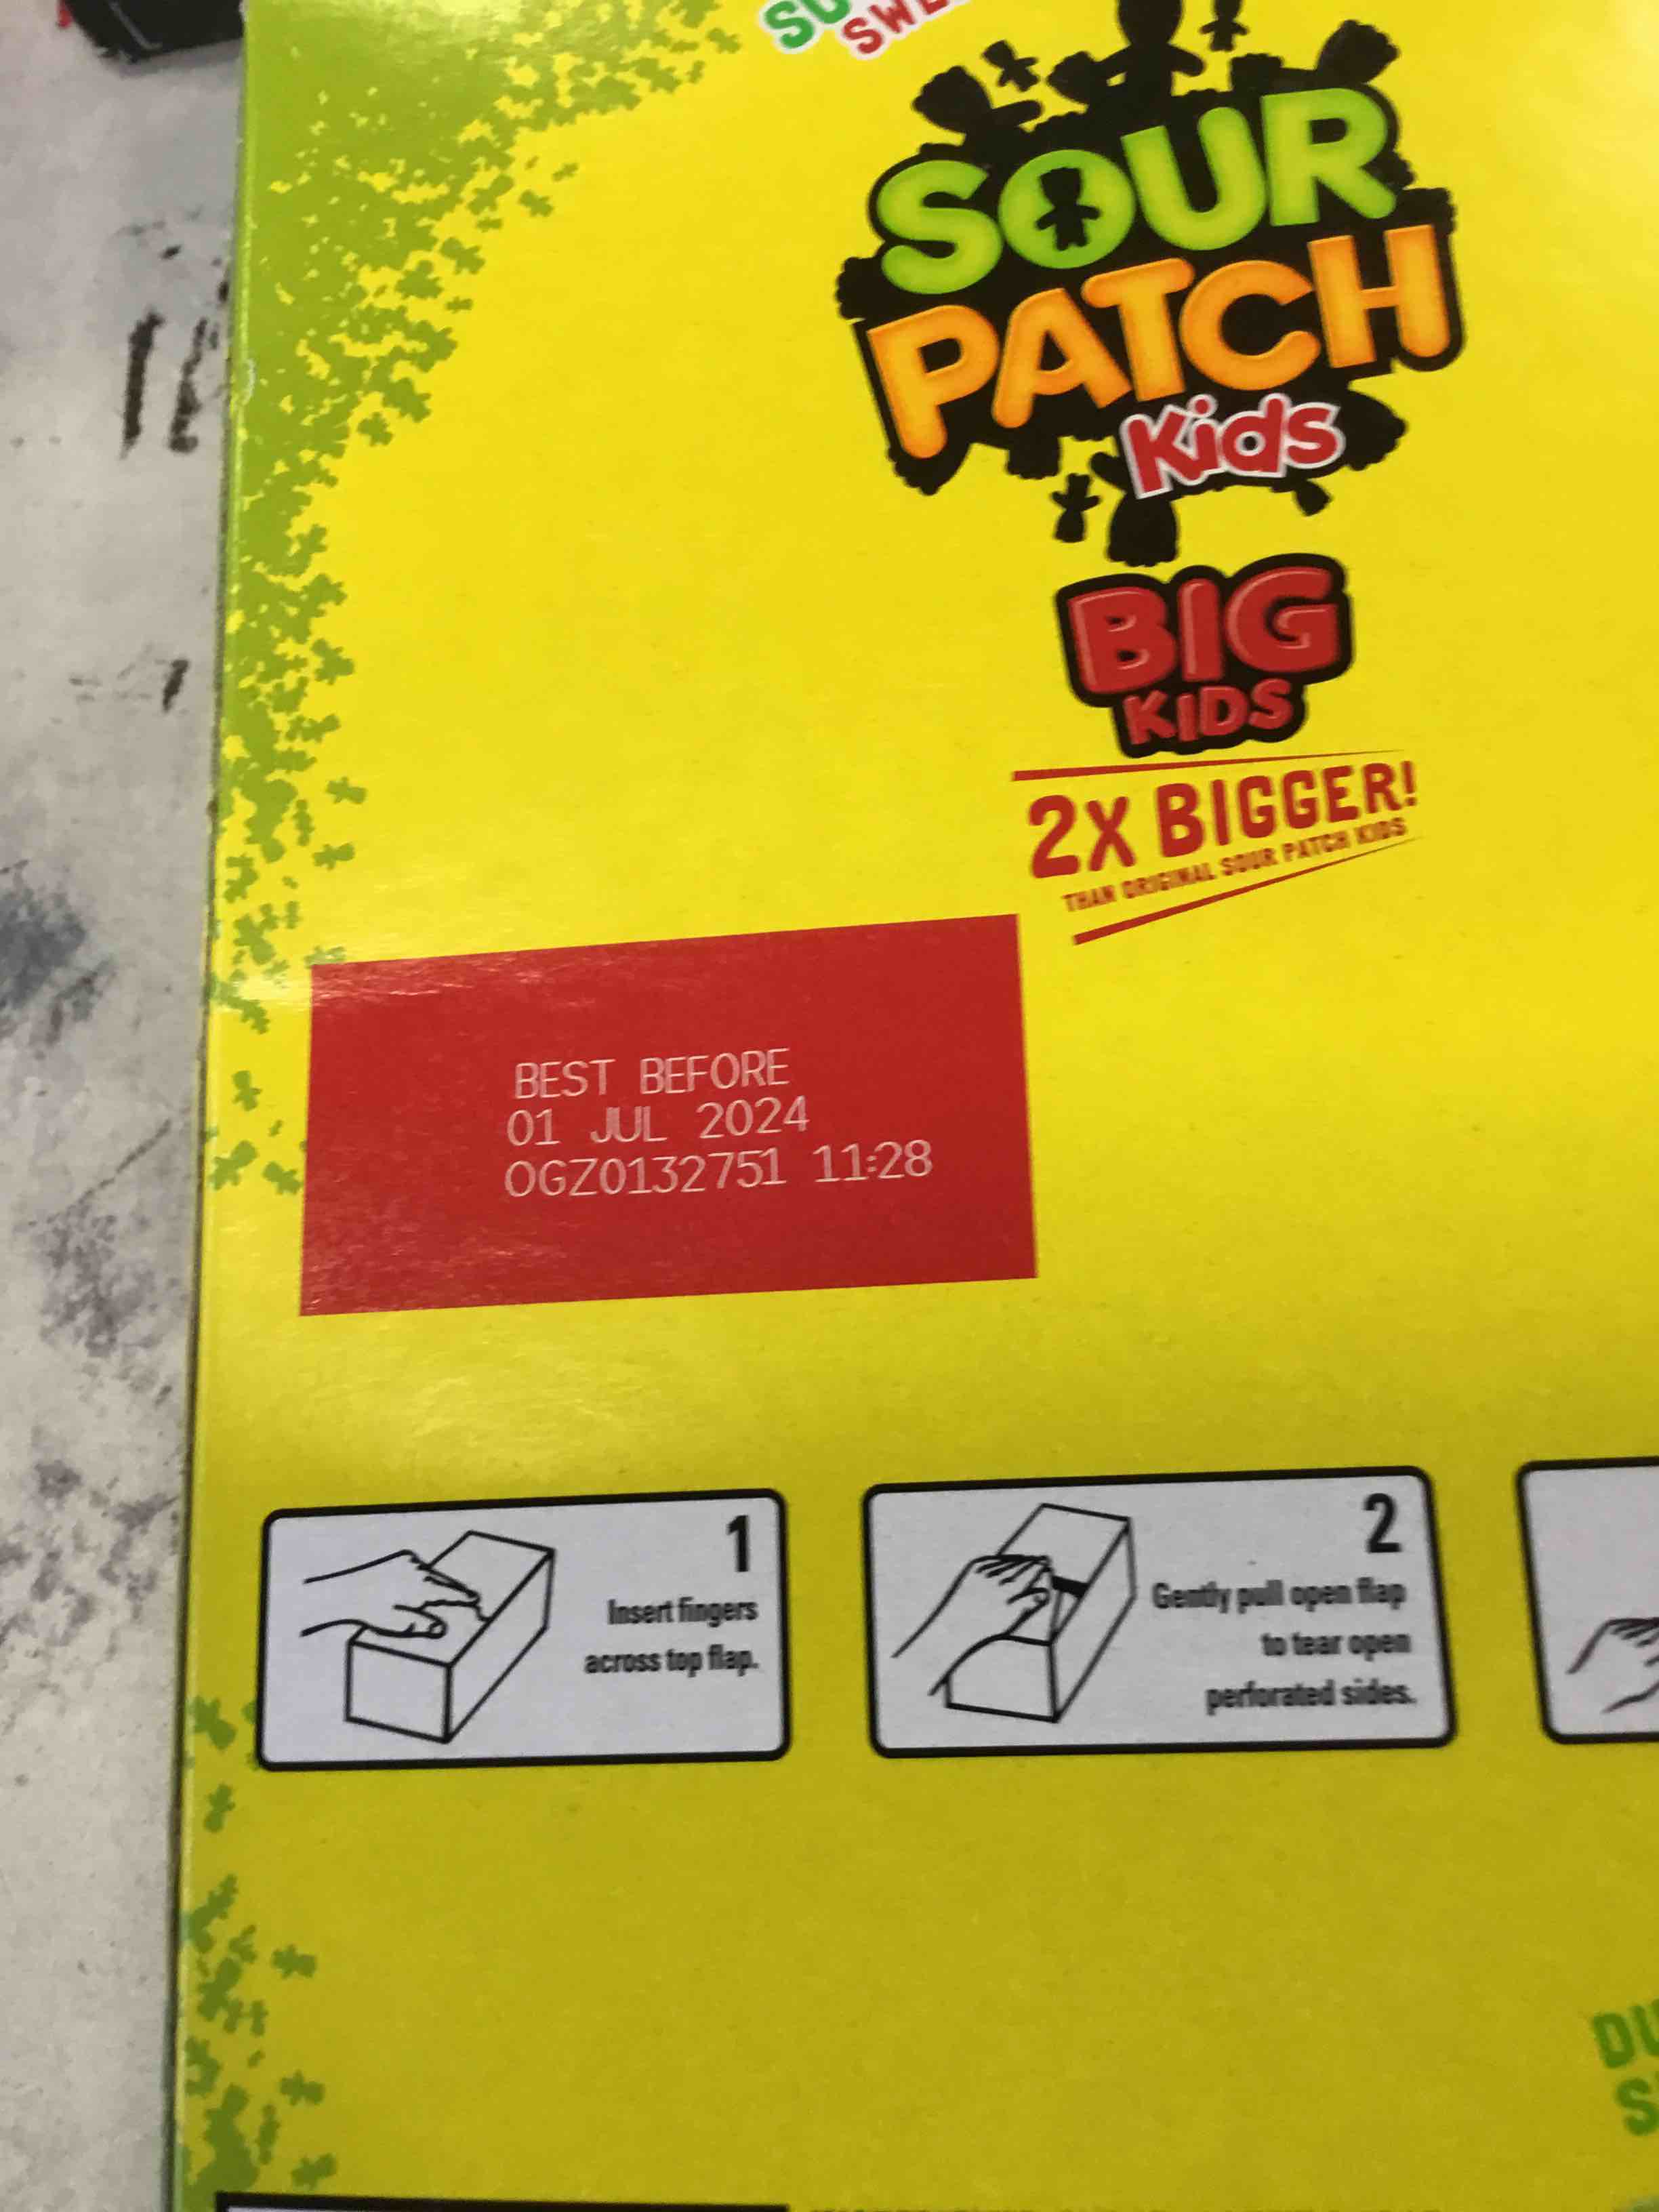 SOUR
PATCH
Kids
BIG
KIDS
2X BIGGER!
THAN ORIGINAL SOUR PATCH KIDS
BEST BEFORE
01 JUL 2024
OGZ0132751 11:28
1
Insert fingers
across top flap.
2
Gently pull open flap
to tear open
perforated sides.